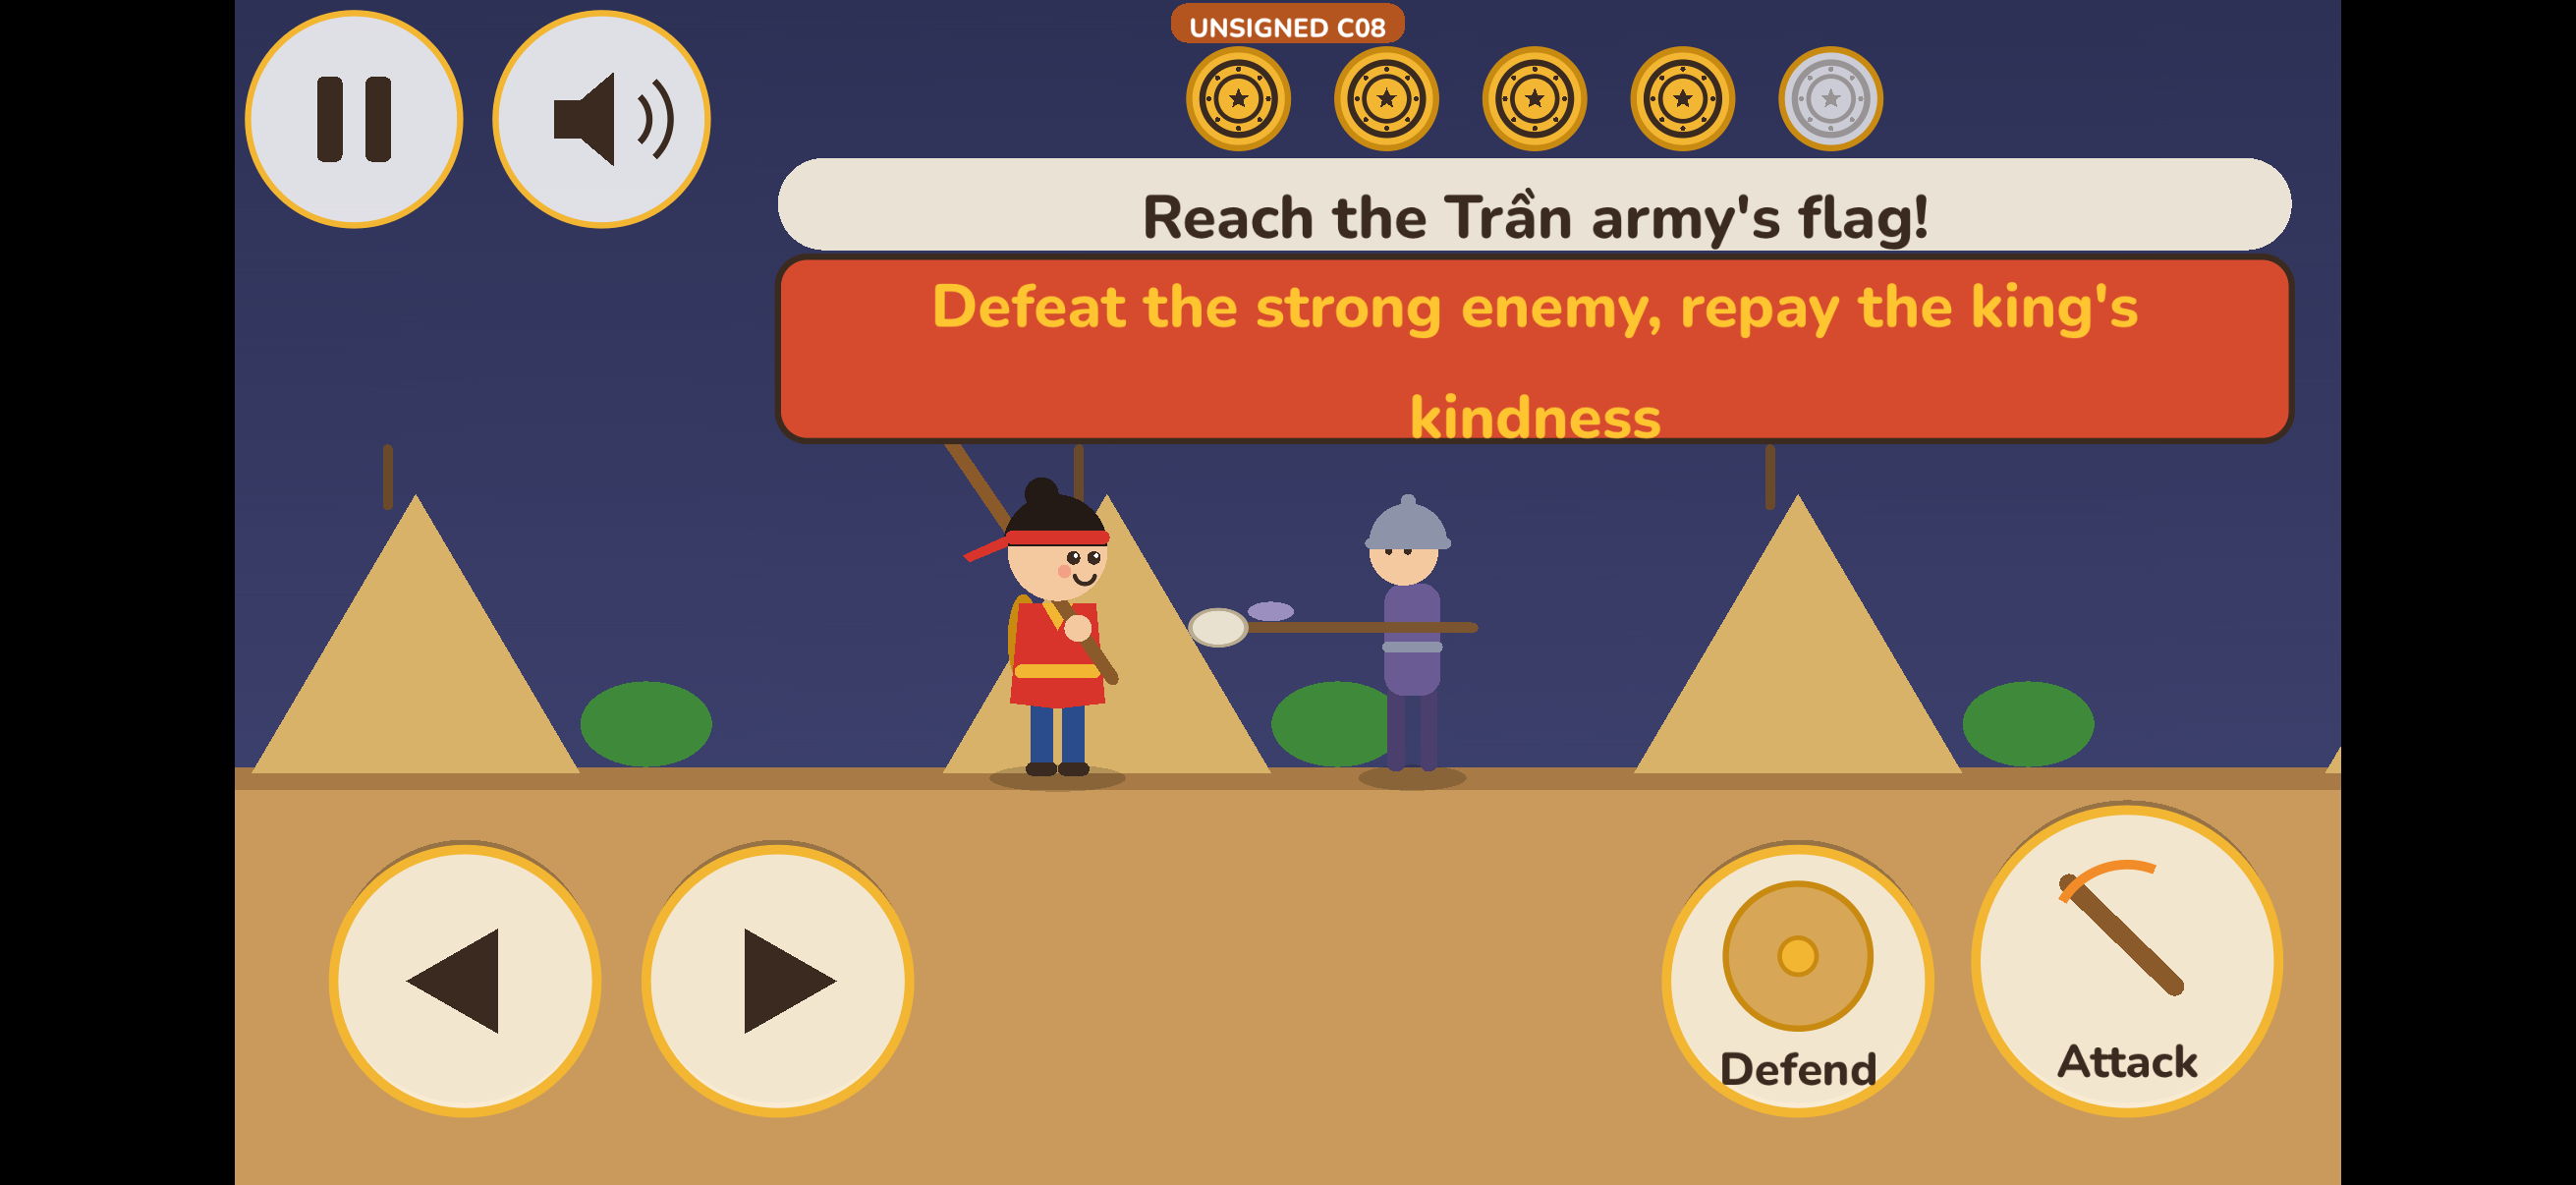 UNSIGNED C08
Reach the Trần army's flag!
Defeat the strong enemy, repay the king's
kindness
Defend
Attack